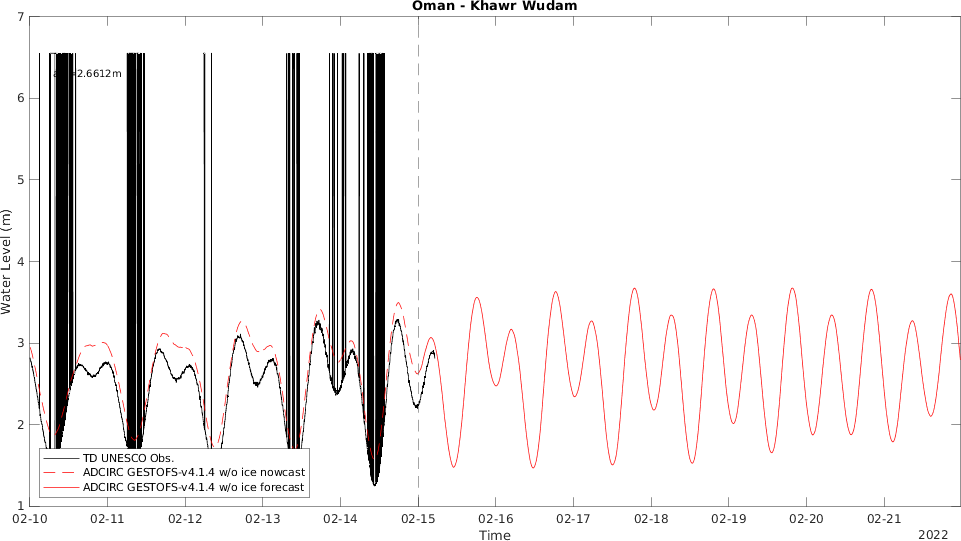 Oman - Khawr Wudam
7
6
5
4
3
2
1
Water Level (m)
=2.6612m
TD UNESCO Obs.
ADCIRC GESTOFS-v4.1.4 w/o ice nowcast
ADCIRC GESTOFS-v4.1.4 w/o ice forecast
02-10 02-11 02-12 02-13 02-14 02-15 02-16 02-17 02-18 02-19 02-20 02-21
Time
2022